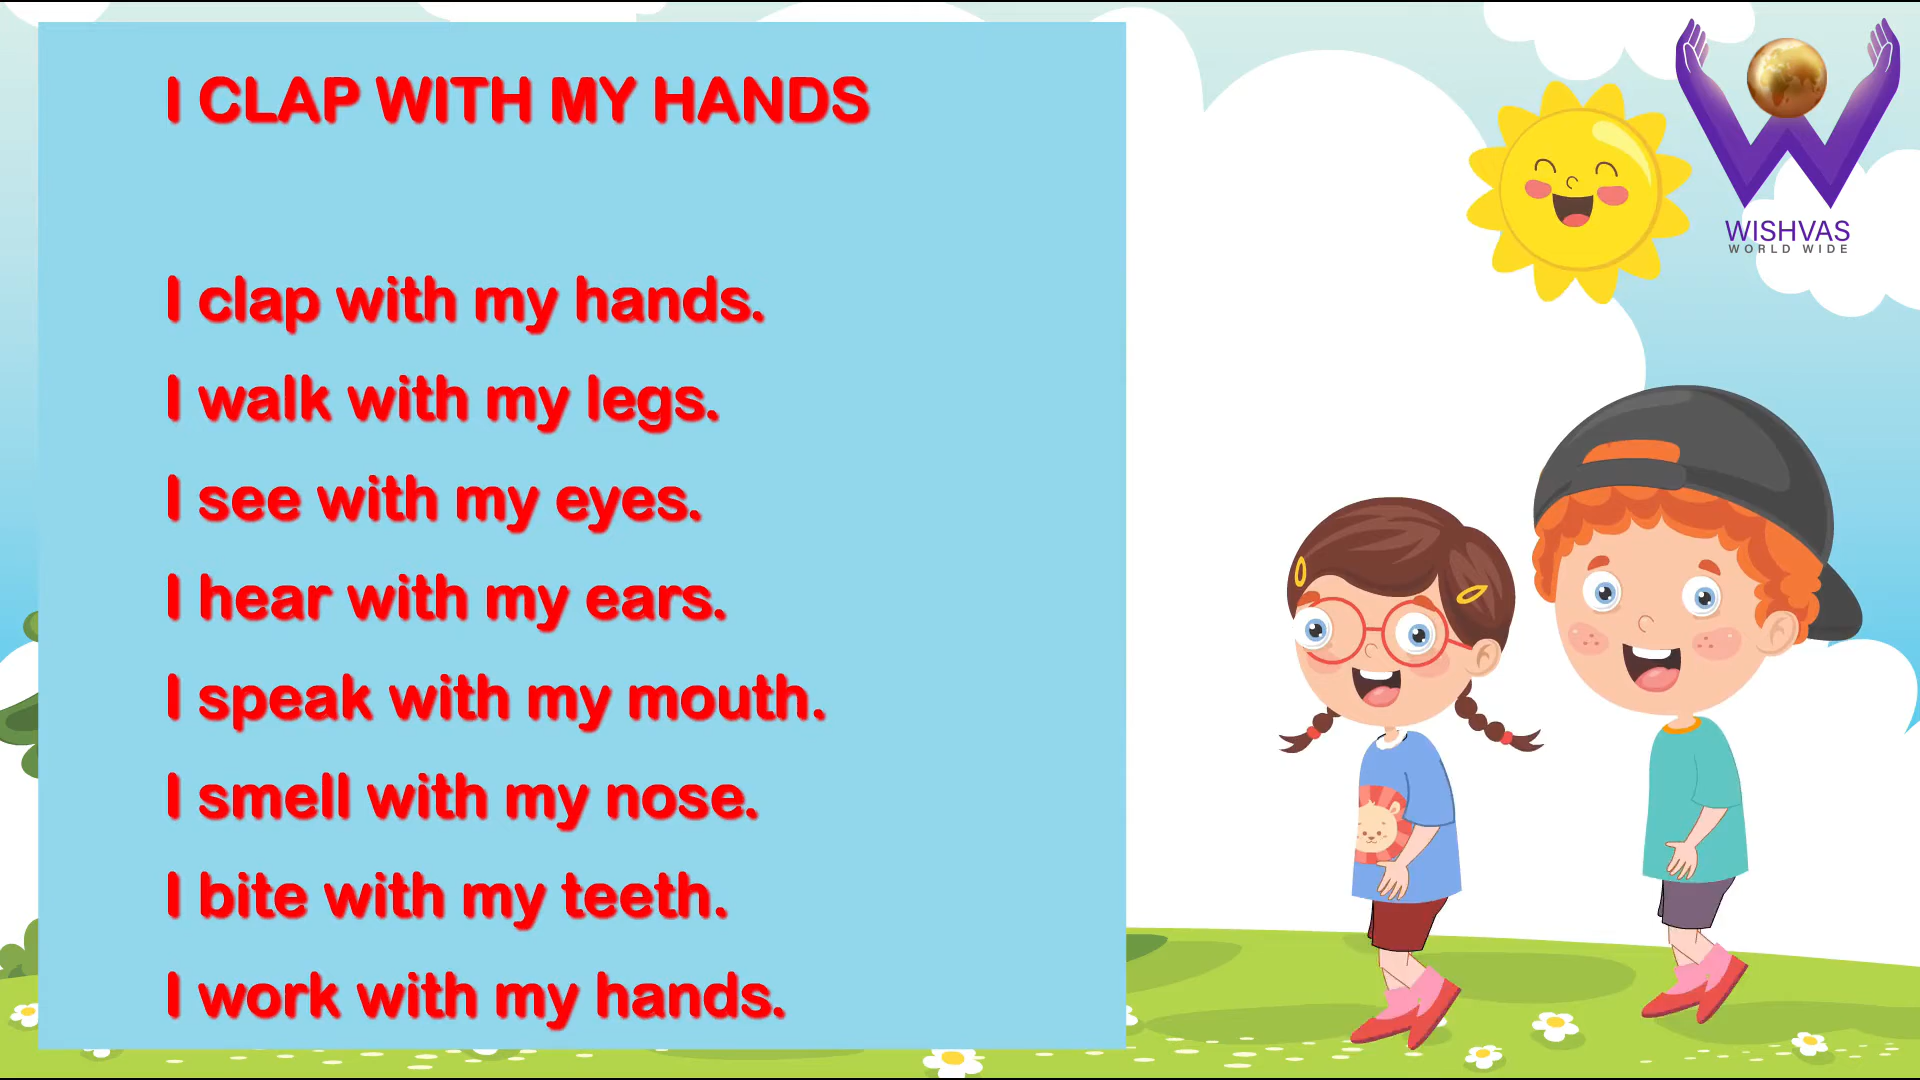 I CLAP WITH MY HANDS
I clap with my hands.
I walk with my legs.
I see with my eyes.
I hear with my ears.
I speak with my mouth.
I smell with my nose.
I bite with my teeth.
I work with my hands.
WISHVAS
WORLD WIDE